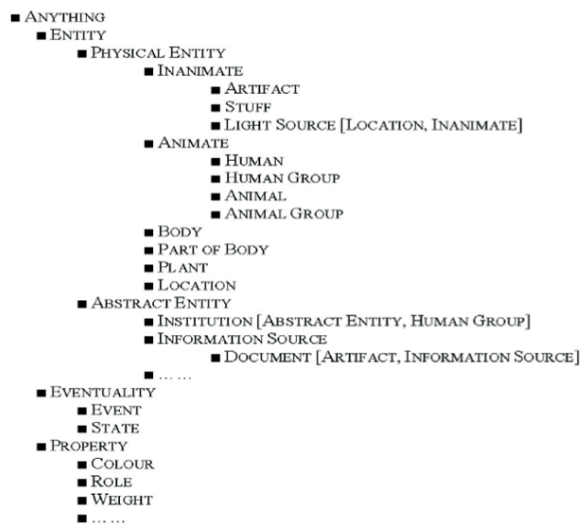 ■ ANYTHING
■ ENTITY
■ PHYSICAL ENTITY
■ INANIMATE
■ ARTIFACT
■ STUFF
■ LIGHT SOURCE [LOCATION, INANIMATE]
■ ANIMATE
■ HUMAN
■ HUMAN GROUP
■ ANIMAL
■ ANIMAL GROUP
■ BODY
■ PART OF BODY
■ PLANT
■ LOCATION
■ ABSTRACT ENTITY
■ INSTITUTION [ABSTRACT ENTITY, HUMAN GROUP]
■ INFORMATION SOURCE
■ DOCUMENT [ARTIFACT, INFORMATION SOURCE]
■ ... ...
■ EVENTUALITY
■ EVENT
■ STATE
■ PROPERTY
■ COLOUR
■ ROLE
■ WEIGHT
■ ... ...